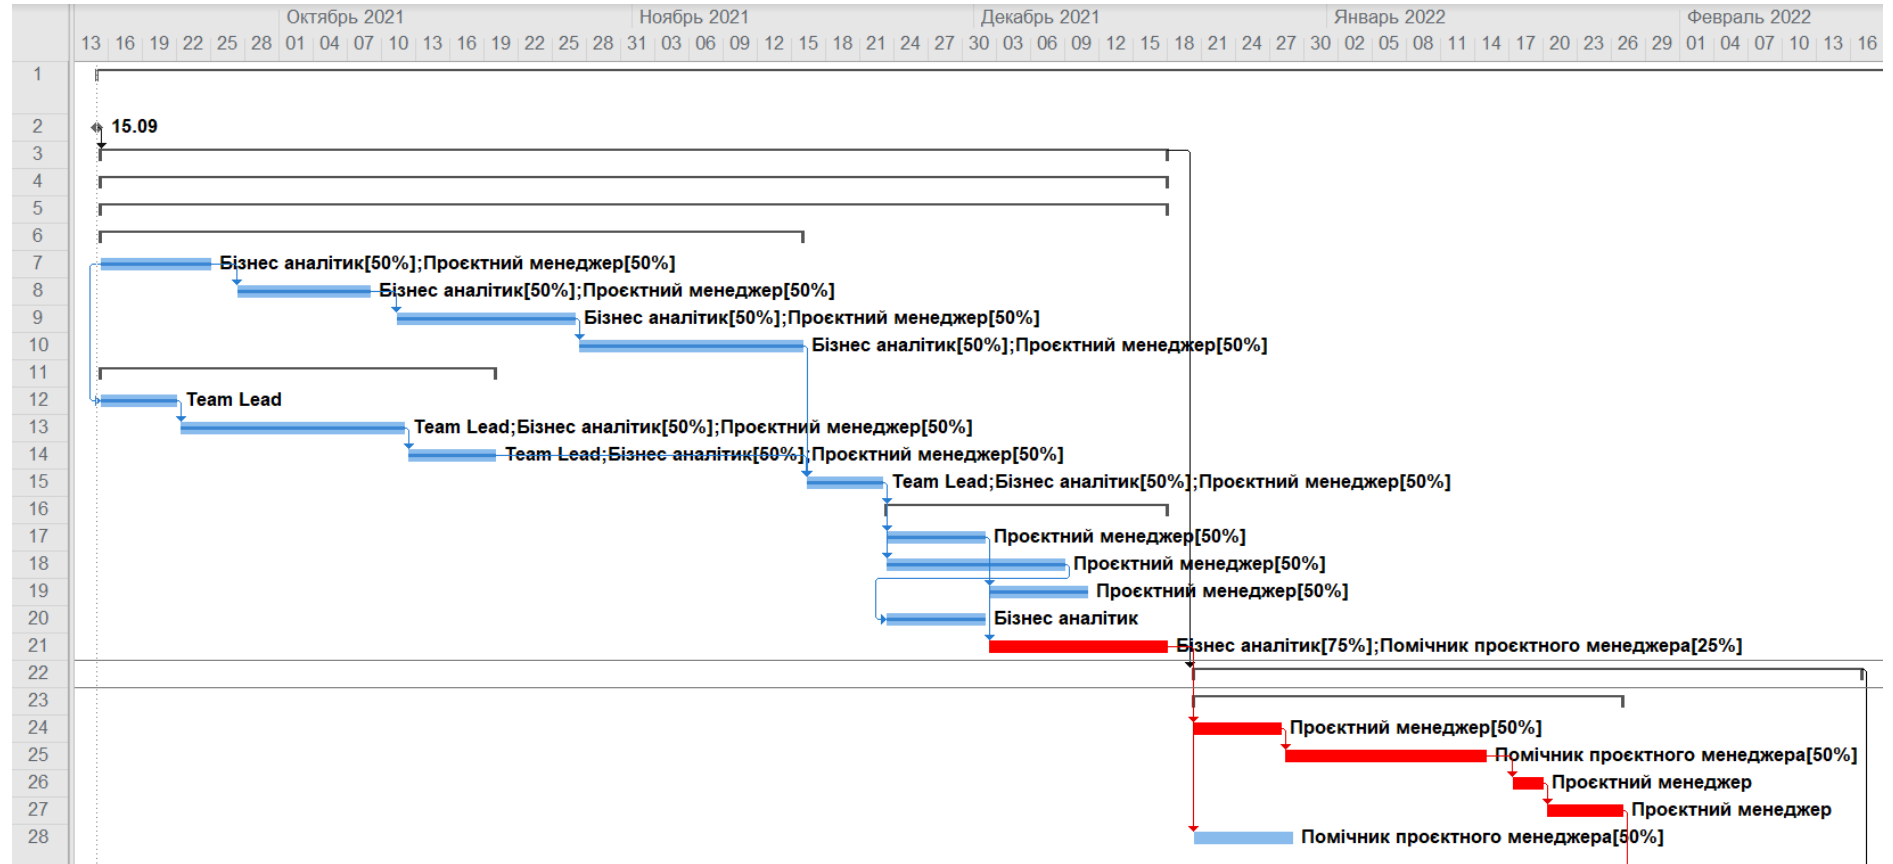 Октябрь 2021 Ноябрь 2021 Декабрь 2021 Январь 2022 Февраль 2022
13 16 19 22 25 28 01 04 07 10 13 16 19 22 25 28 31 03 06 09 12 15 18 21 24 27 30 03 06 09 12 15 18 21 24 27 30 02 05 08 11 14 17 20 23 26 29 01 04 07 10 13 16
1
2 15.09
3
4
5
6
7 Бізнес аналітик[50%];Проєктний менеджер[50%]
8 Бізнес аналітик[50%];Проєктний менеджер[50%]
9 Бізнес аналітик[50%];Проєктний менеджер[50%]
10 Бізнес аналітик[50%];Проєктний менеджер[50%]
11
12 Team Lead
13 Team Lead;Бізнес аналітик[50%];Проєктний менеджер[50%]
14 Team Lead;Бізнес аналітик[50%];Проєктний менеджер[50%]
15 Team Lead;Бізнес аналітик[50%];Проєктний менеджер[50%]
16
17 Проєктний менеджер[50%]
18 Проєктний менеджер[50%]
19 Проєктний менеджер[50%]
20 Бізнес аналітик
21 Бізнес аналітик[75%];Помічник проєктного менеджера[25%]
22
23
24 Проєктний менеджер[50%]
25 Помічник проєктного менеджера[50%]
26 Проєктний менеджер
27 Проєктний менеджер
28 Помічник проєктного менеджера[50%]